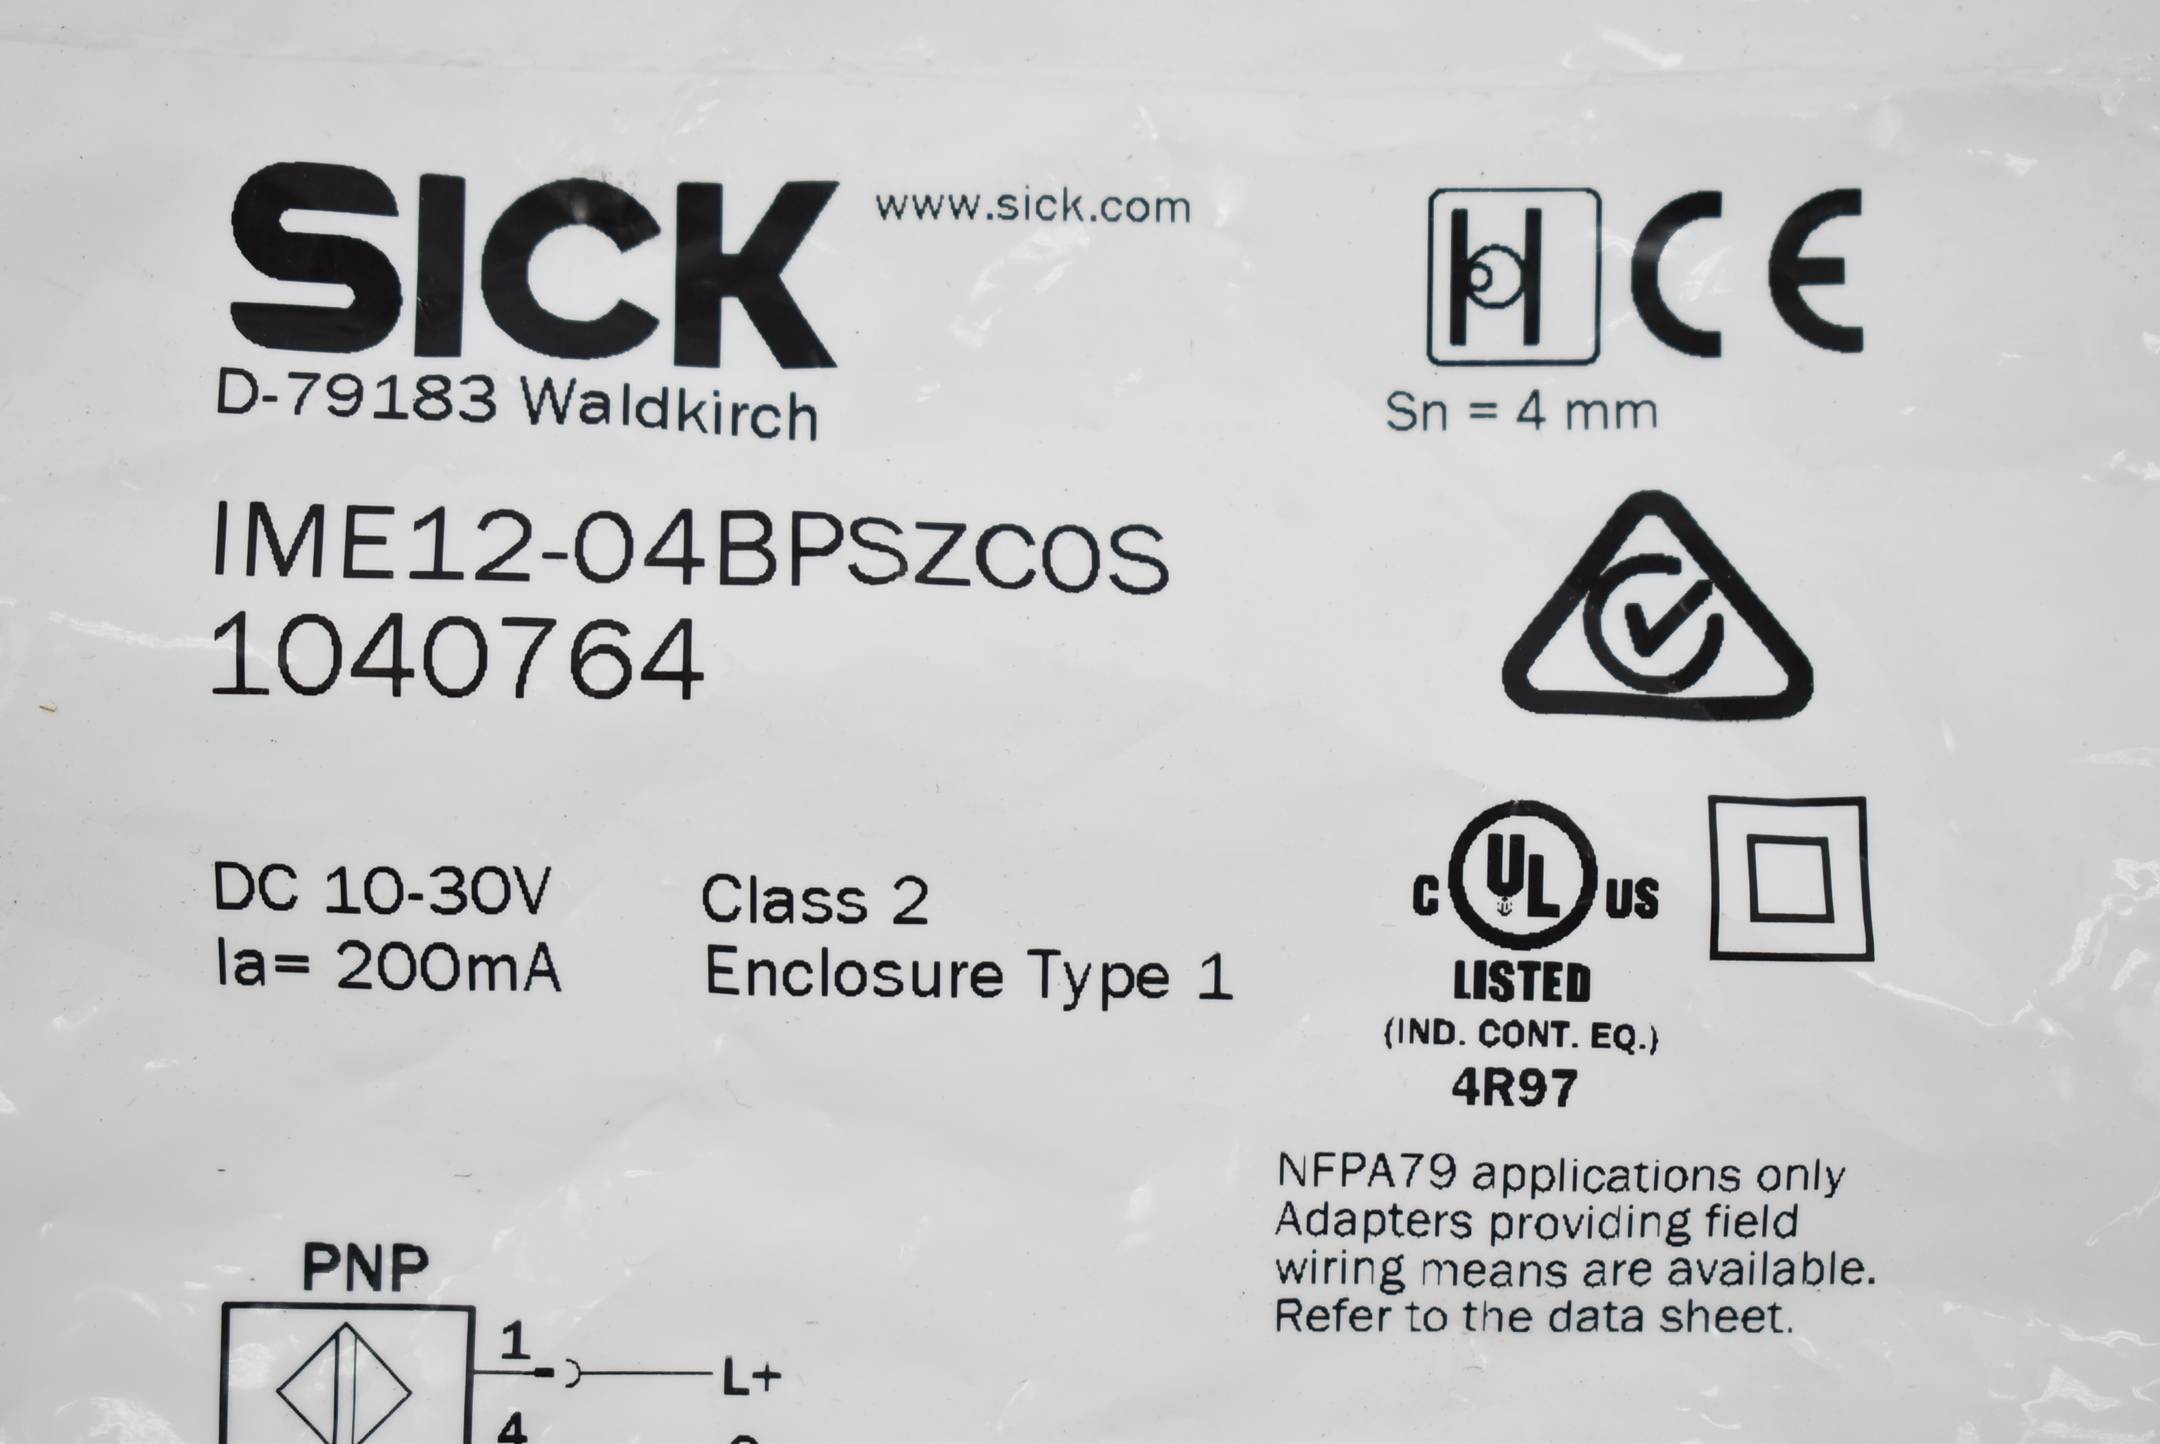 SICK
www.sick.com
D-79183 Waldkirch
CE
Sn = 4 mm
IME12-04BPSZC0S
1040764
DC 10-30V
Ia= 200mA
Class 2
Enclosure Type 1
C UL US
LISTED
(IND. CONT. EQ.)
4R97
NFPA79 applications only
Adapters providing field
wiring means are available.
Refer to the data sheet.
PNP
1
L+
4